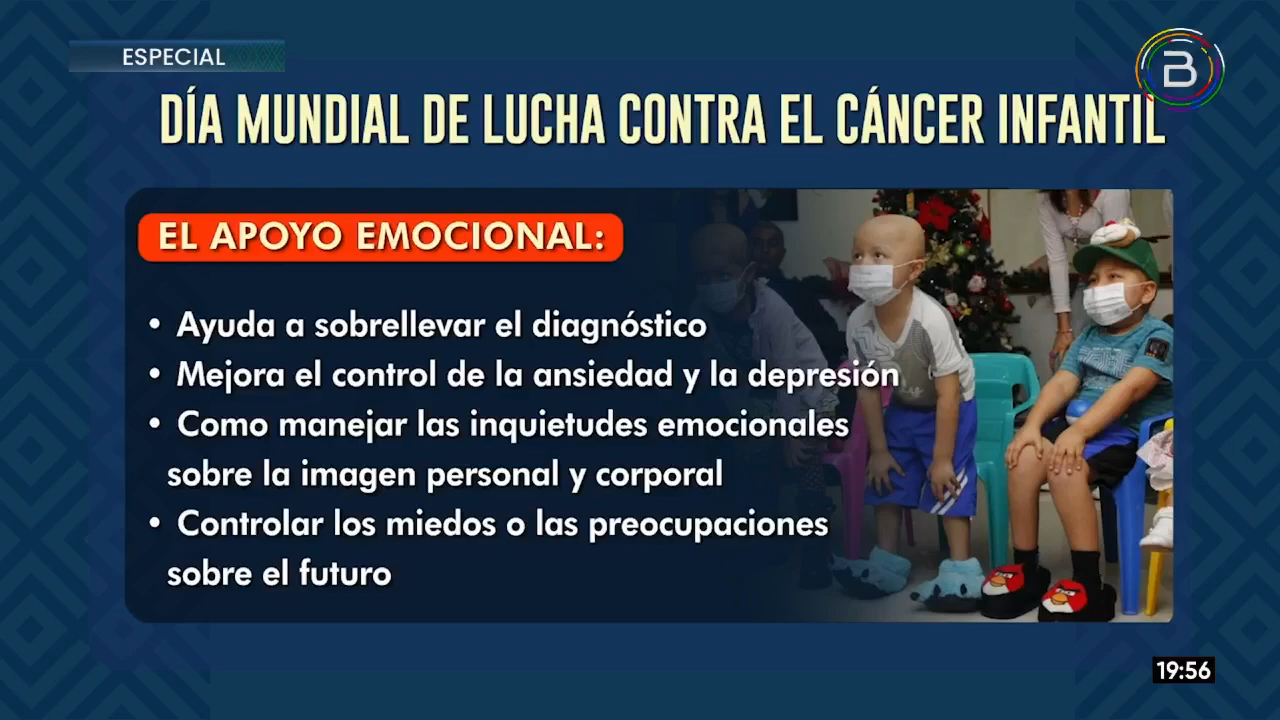 ESPECIAL
B
DÍA MUNDIAL DE LUCHA CONTRA EL CÁNCER INFANTIL
EL APOYO EMOCIONAL:
• Ayuda a sobrellevar el diagnóstico
• Mejora el control de la ansiedad y la depresión
• Como manejar las inquietudes emocionales
sobre la imagen personal y corporal
• Controlar los miedos o las preocupaciones
sobre el futuro
19:56